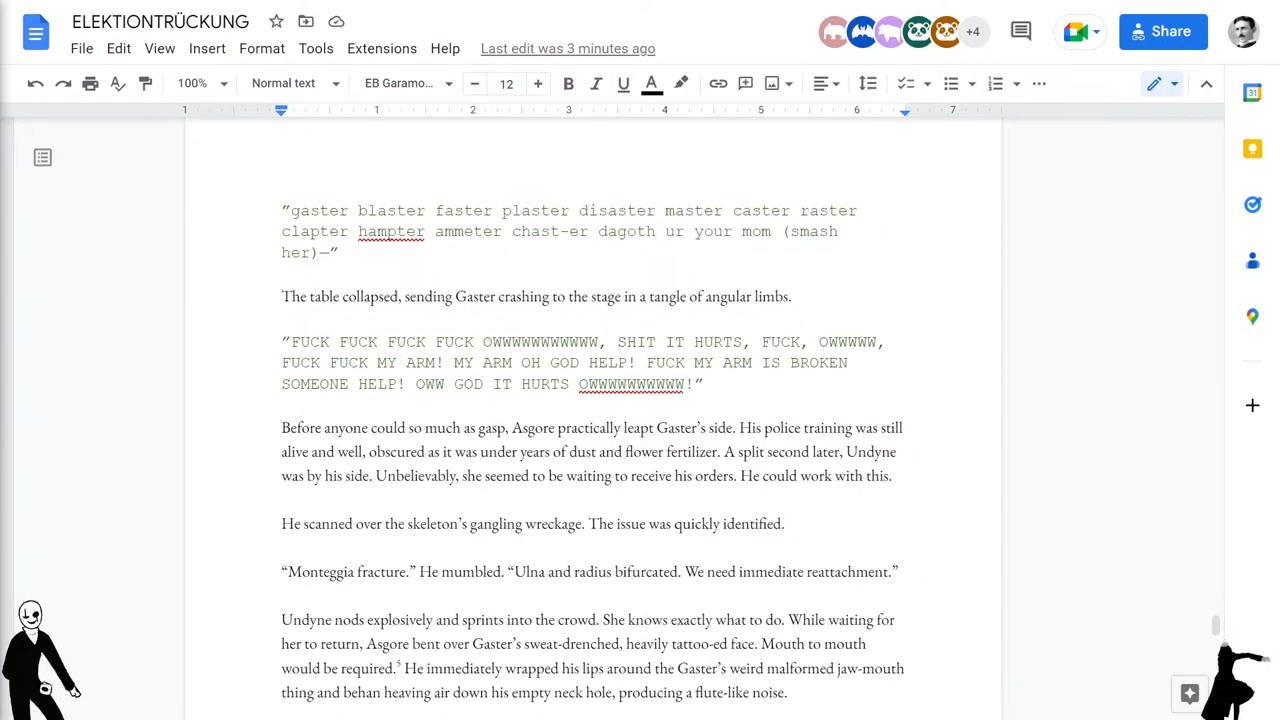 ELEKTIONTRÜCKUNG
File Edit View Insert Format Tools Extensions Help Last edit was 3 minutes ago
+4
Share
100% Normal text EB Garamo... 12 B I U A
1 1 2 3 4 5 6 7
31
”gaster blaster faster plaster disaster master caster raster
clapter hampter ammeter chast-er dagoth ur your mom (smash
her)—”
The table collapsed, sending Gaster crashing to the stage in a tangle of angular limbs.
”FUCK FUCK FUCK FUCK OWWWWWWWWWWW, SHIT IT HURTS, FUCK, OWWWWW,
FUCK FUCK MY ARM! MY ARM OH GOD HELP! FUCK MY ARM IS BROKEN
SOMEONE HELP! OWW GOD IT HURTS OWWWWWWWWWW!”
Before anyone could so much as gasp, Asgore practically leapt Gaster’s side. His police training was still
alive and well, obscured as it was under years of dust and flower fertilizer. A split second later, Undyne
was by his side. Unbelievably, she seemed to be waiting to receive his orders. He could work with this.
He scanned over the skeleton’s gangling wreckage. The issue was quickly identified.
“Monteggia fracture.” He mumbled. “Ulna and radius bifurcated. We need immediate reattachment.”
Undyne nods explosively and sprints into the crowd. She knows exactly what to do. While waiting for
her to return, Asgore bent over Gaster’s sweat-drenched, heavily tattoo-ed face. Mouth to mouth
would be required.5 He immediately wrapped his lips around the Gaster’s weird malformed jaw-mouth
thing and behan heaving air down his empty neck hole, producing a flute-like noise.